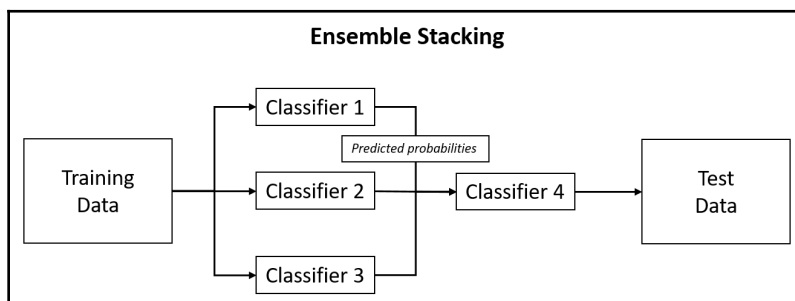 Ensemble Stacking
Classifier 1
Predicted probabilities
Training
Data
Classifier 2
Classifier 4
Test
Data
Classifier 3